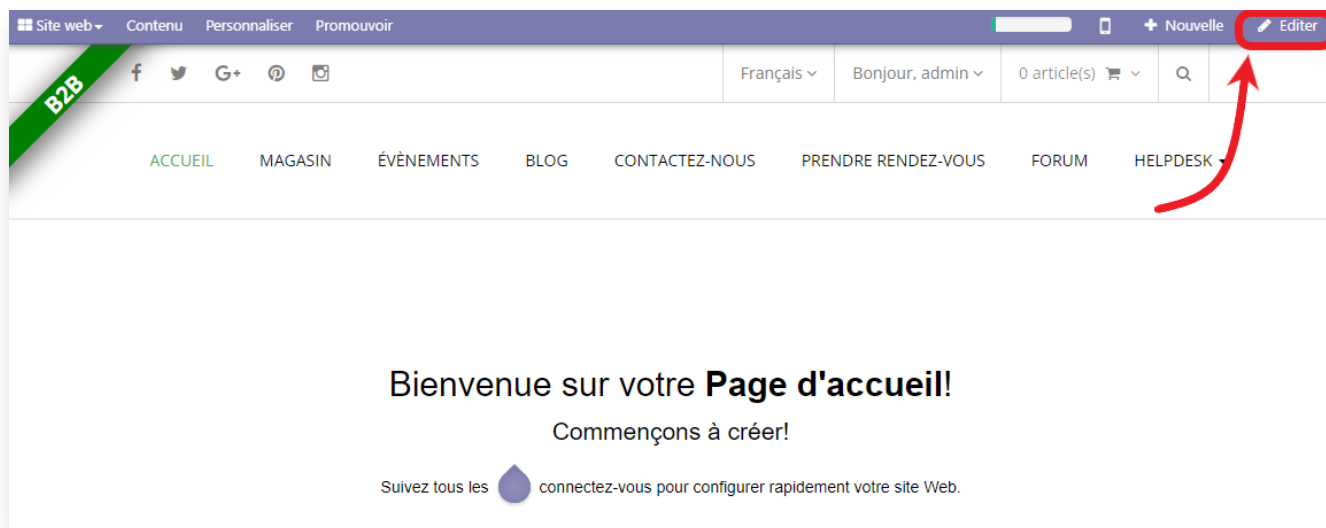 Site web Contenu Personnaliser Promouvoir + Nouvelle Editer
B2B
f G+ Français Bonjour, admin 0 article(s)
ACCUEIL MAGASIN ÉVÈNEMENTS BLOG CONTACTEZ-NOUS PRENDRE RENDEZ-VOUS FORUM HELPDESK
Bienvenue sur votre Page d'accueil!
Commençons à créer!
Suivez tous les connectez-vous pour configurer rapidement votre site Web.